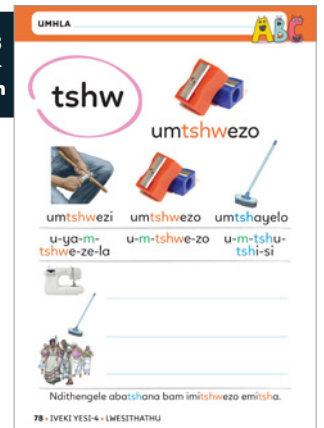 UMHLA
ABC
tshw
umtshwezo
umtshwezi umtshwezo umtshayelo
u-ya-m-tshwe-ze-la
u-m-tshwe-zo
u-m-tshu-tshi-si
Ndithengele abatshana bam imitshwezo emitsha.
78 • IVEKI YESI-4 • LWESITHATHU